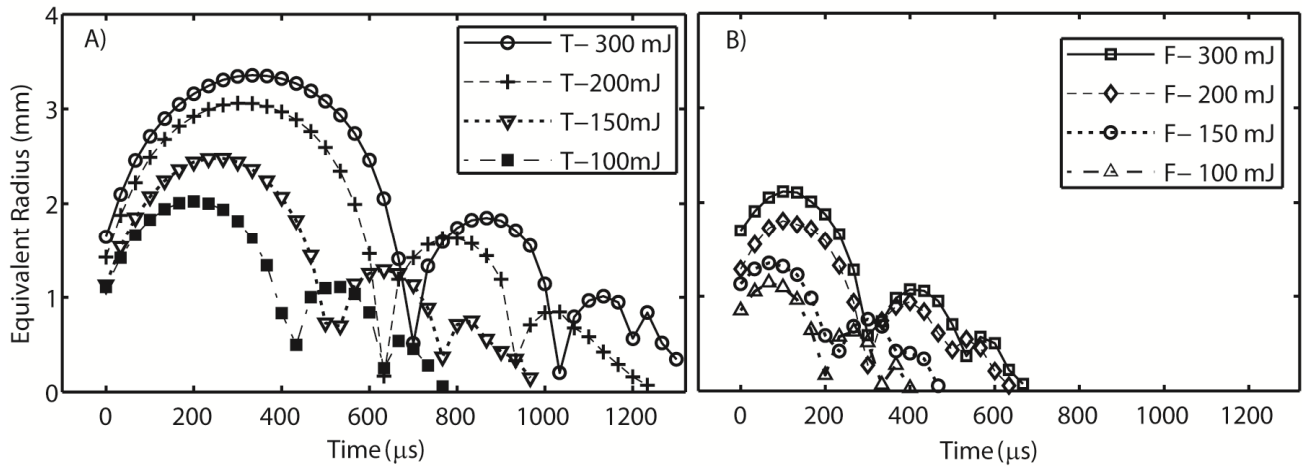 A)
T– 300 mJ
T–200mJ
T–150mJ
T–100mJ
Equivalent Radius (mm)
4
3
2
1
0
0 200 400 600 800 1000 1200
Time (μs)
B)
F– 300 mJ
F– 200 mJ
F– 150 mJ
F– 100 mJ
0 200 400 600 800 1000 1200
Time (μs)